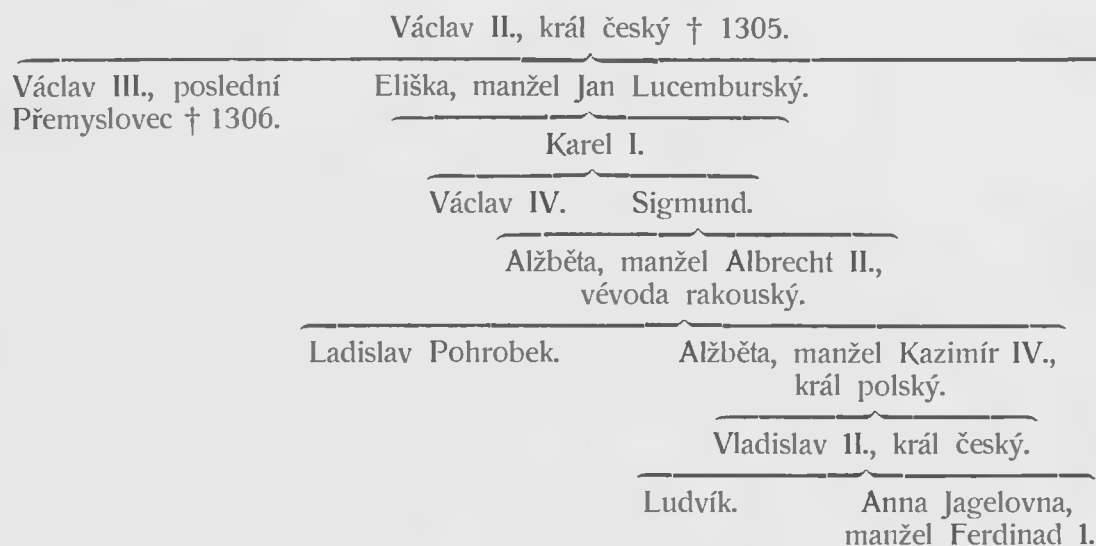 Václav II., král český † 1305.
Václav III., poslední
Přemyslovec † 1306.
Eliška, manžel Jan Lucemburský.
Karel I.
Václav IV. Sigmund.
Alžběta, manžel Albrecht II.,
vévoda rakouský.
Ladislav Pohrobek.
Alžběta, manžel Kazimír IV.,
král polský.
Vladislav II., král český.
Ludvík.
Anna Jagelovna,
manžel Ferdinad I.